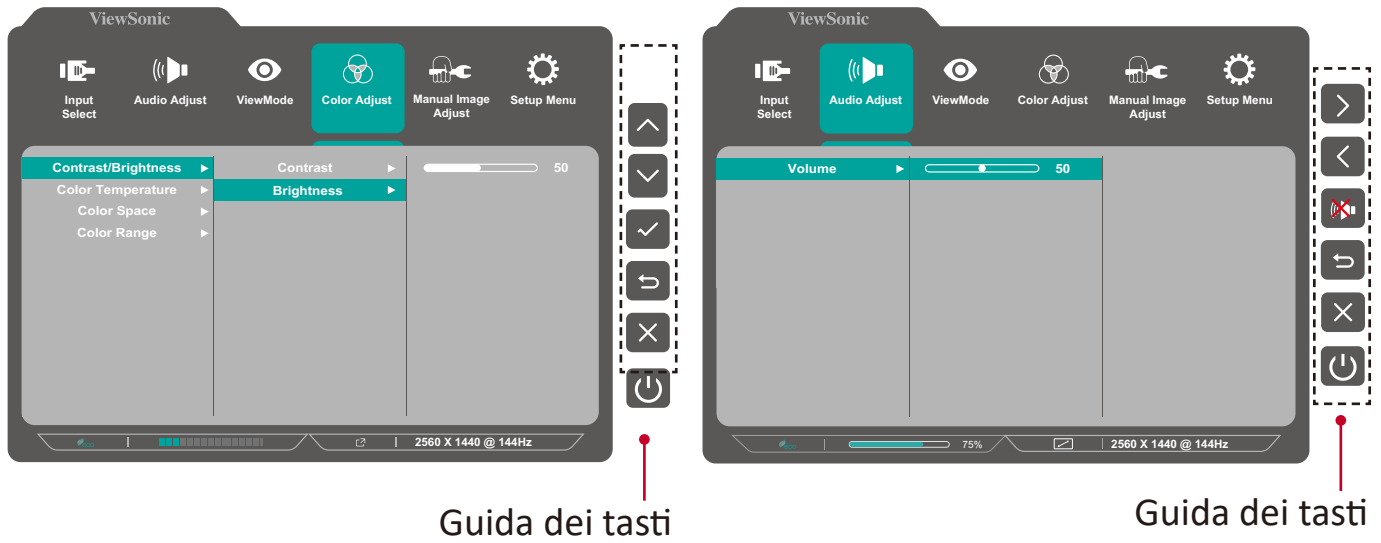 ViewSonic
Input
Select
Audio Adjust
ViewMode
Color Adjust
Manual Image
Adjust
Setup Menu
Contrast/Brightness
Contrast
50
Color Temperature
Brightness
Color Space
Color Range
2560 X 1440 @ 144Hz
Guida dei tasti
ViewSonic
Input
Select
Audio Adjust
ViewMode
Color Adjust
Manual Image
Adjust
Setup Menu
Volume
50
75%
2560 X 1440 @ 144Hz
Guida dei tasti